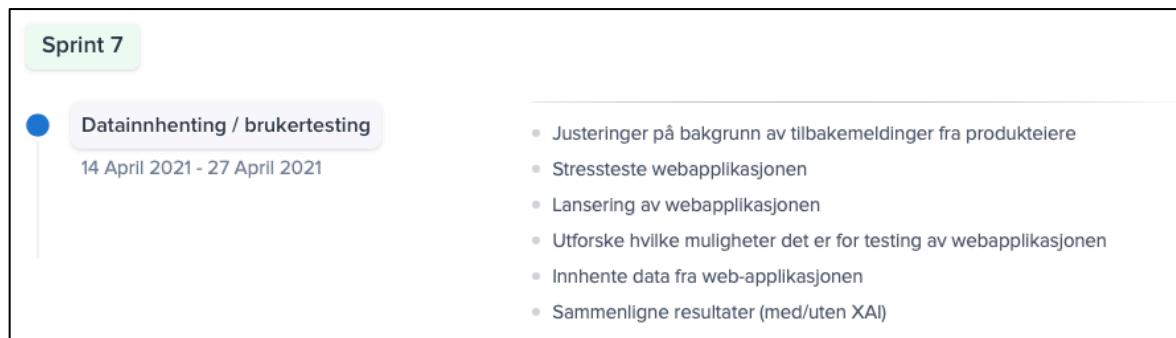 Sprint 7
Datainnhenting / brukertesting
14 April 2021 - 27 April 2021
Justeringer på bakgrunn av tilbakemeldinger fra produkteiere
Stressteste webapplikasjonen
Lansering av webapplikasjonen
Utforske hvilke muligheter det er for testing av webapplikasjonen
Innhente data fra web-applikasjonen
Sammenligne resultater (med/uten XAI)